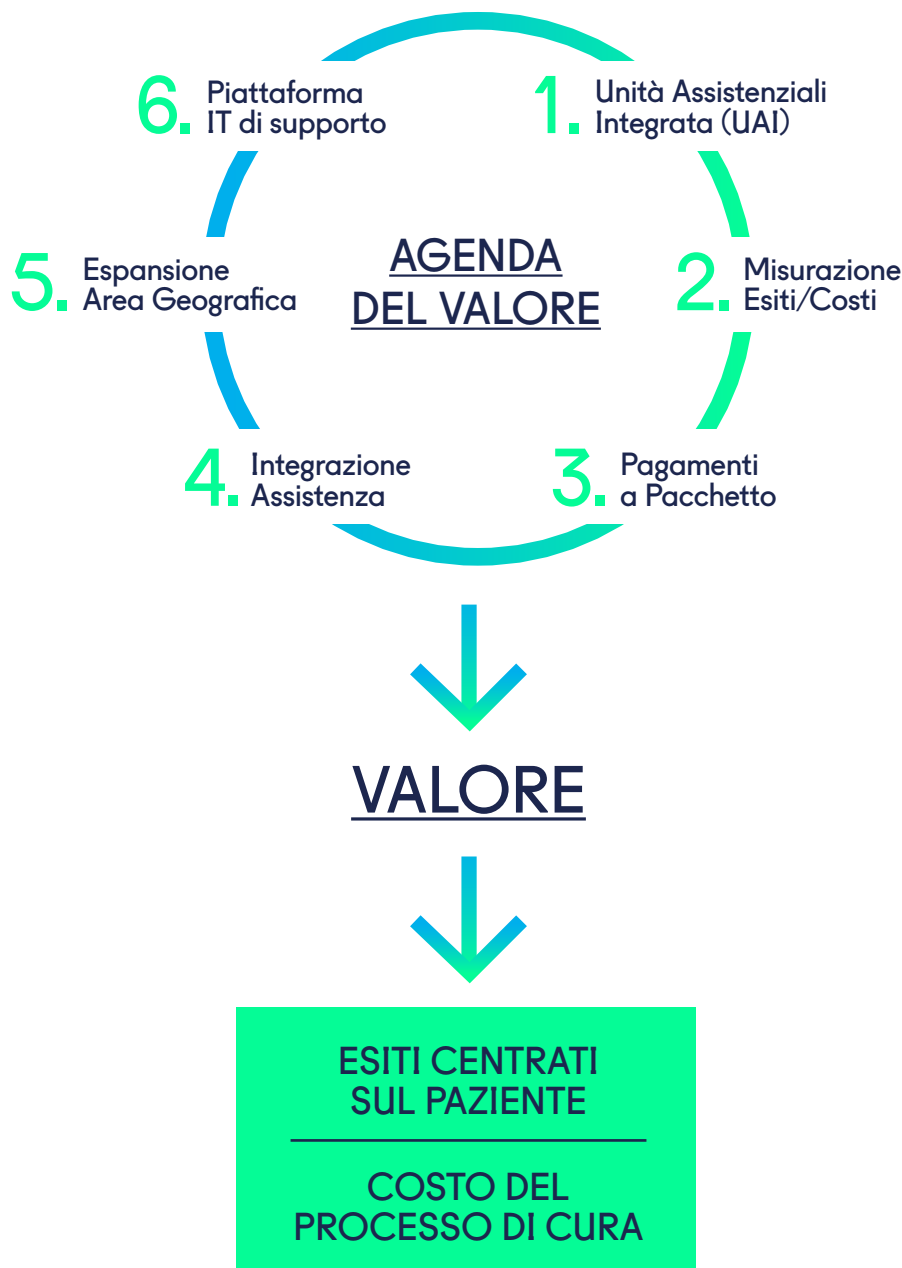 AGENDA
DEL VALORE
1. Unità Assistenziali
Integrata (UAI)
2. Misurazione
Esiti/Costi
3. Pagamenti
a Pacchetto
4. Integrazione
Assistenza
5. Espansione
Area Geografica
6. Piattaforma
IT di supporto
VALORE
ESITI CENTRATI
SUL PAZIENTE
COSTO DEL
PROCESSO DI CURA